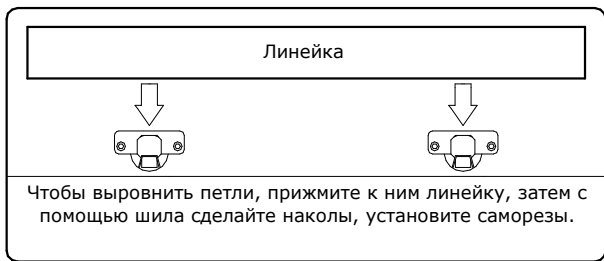 Линейка
Чтобы выровнить петли, прижмите к ним линейку, затем с
помощью шила сделайте наколы, установите саморезы.